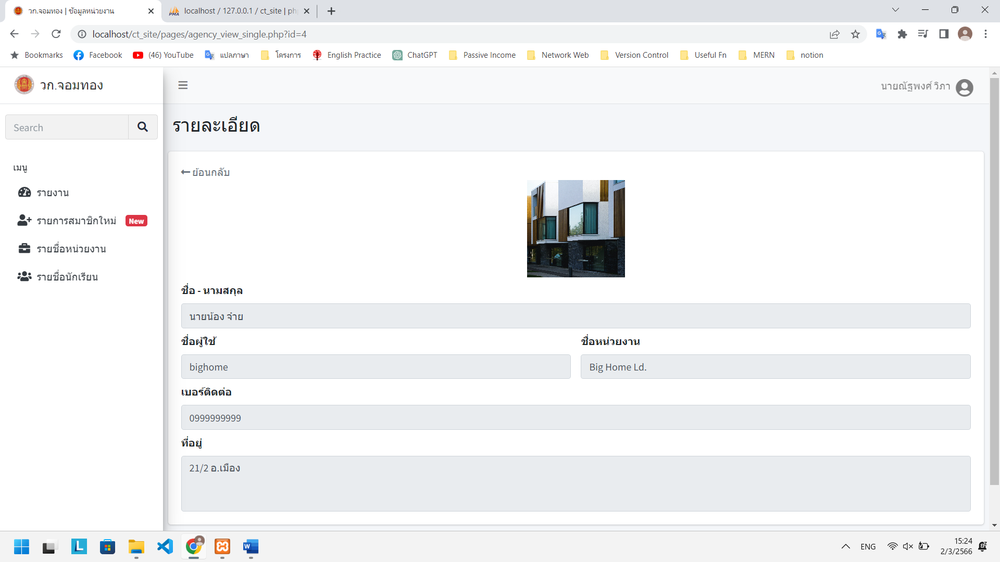 วก.จอมทอง | ข้อมูลหน่วยงาน
localhost / 127.0.0.1 / ct_site | ph
localhost/ct_site/pages/agency_view_single.php?id=4
Bookmarks Facebook (46) YouTube แปลภาษา โครงการ English Practice ChatGPT Passive Income Network Web Version Control Useful Fn MERN notion
วก.จอมทอง
นายณัฐพงศ์ วิภา
Search
รายละเอียด
เมนู
รายงาน
รายการสมาชิกใหม่ New
รายชื่อหน่วยงาน
รายชื่อนักเรียน
ย้อนกลับ
ชื่อ - นามสกุล
นายน้อง จ๋าย
ชื่อผู้ใช้
ชื่อหน่วยงาน
bighome
Big Home Ld.
เบอร์ติดต่อ
0999999999
ที่อยู่
21/2 อ.เมือง
ENG
15:24
2/3/2566